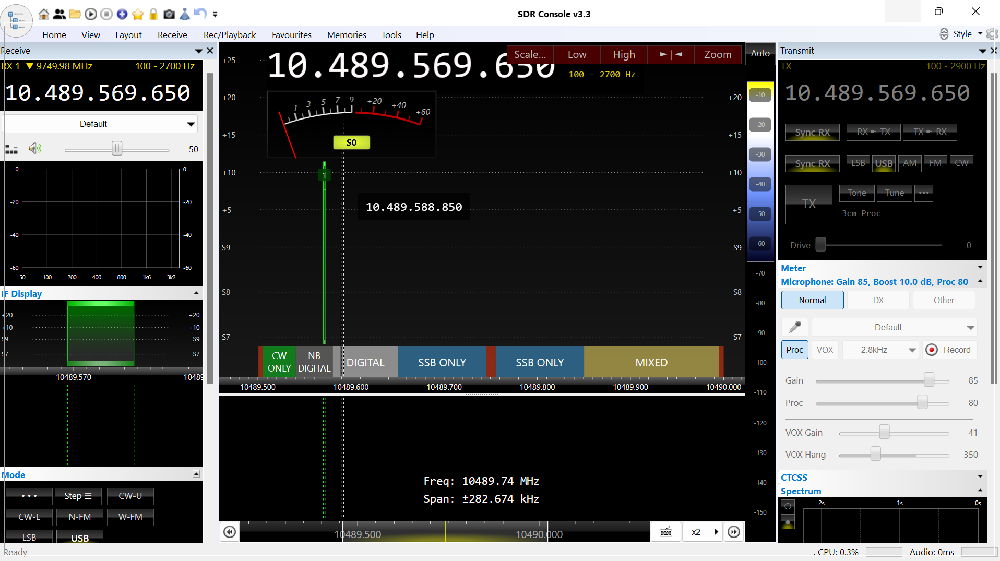 SDR Console v3.3
Home View Layout Receive Rec/Playback Favourites Memories Tools Help
Style
Receive
RX 1 ▼ 9749.98 MHz 100 - 2700 Hz
10.489.569.650
Default
50
0 0
-20 -20
-40 -40
-60 -60
50 100 200 400 800 1k6 3k2
IF Display
+20 +20
+10 +10
S9 S9
S7 S7
10489.570 10489
Mode
... Step ☰ CW-U
CW-L N-FM W-FM
LSB USB
10.489.569.650
100 - 2700 Hz
Scale... Low High ►|◄ Zoom
1 3 5 7 9 +20 +40 +60
S0
+25
+20 +20
+15 +15
+10 +10
+5 +5
S9 S9
S8 S8
S7 S7
1
10.489.588.850
CW ONLY
NB DIGITAL
DIGITAL
SSB ONLY
SSB ONLY
MIXED
10489.500 10489.600 10489.700 10489.800 10489.900 10490.000
Freq: 10489.74 MHz
Span: ±282.674 kHz
10489.500 10490.000
x2
Auto
-10
-20
-30
-40
-50
-60
-70
-80
-90
-100
-110
-120
-130
-140
-150
Transmit
TX 100 - 2900 Hz
10.489.569.650
Sync RX RX ► TX TX ► RX
Sync RX LSB USB AM FM CW
TX Tone Tune ...
3cm Proc
Drive 0
Meter
Microphone: Gain 85, Boost 10.0 dB, Proc 80
Normal DX Other
Default
Proc VOX 2.8kHz Record
Gain 85
Proc 80
VOX Gain 41
VOX Hang 350
CTCSS
Spectrum
2s 1s 0s
Ready
. CPU: 0.3% Audio: 0ms